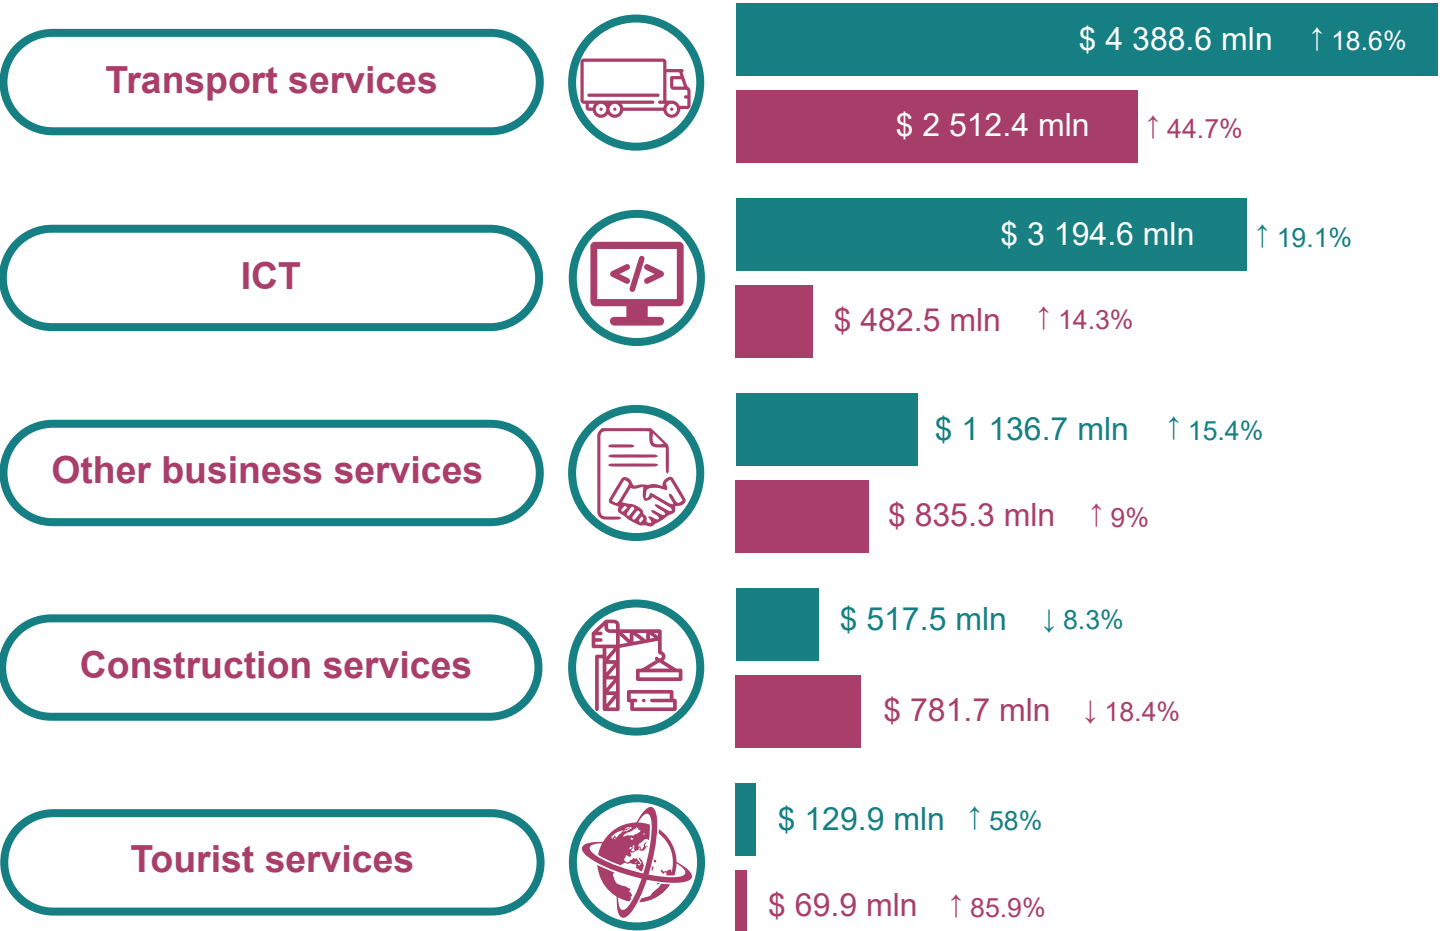 Transport services
$ 4 388.6 mln ↑ 18.6%
$ 2 512.4 mln ↑ 44.7%
ICT
</>
$ 3 194.6 mln ↑ 19.1%
$ 482.5 mln ↑ 14.3%
Other business services
$ 1 136.7 mln ↑ 15.4%
$ 835.3 mln ↑ 9%
Construction services
$ 517.5 mln ↓ 8.3%
$ 781.7 mln ↓ 18.4%
Tourist services
$ 129.9 mln ↑ 58%
$ 69.9 mln ↑ 85.9%